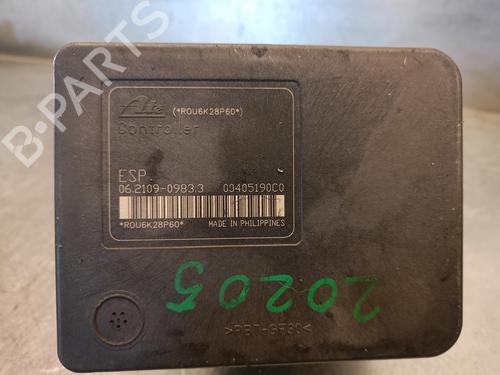 Ate (*ROU6K28P60*)
Controller
ESP
06.2109-0983.3 00405190C0
*ROU6K28P60*
MADE IN PHILIPPINES
20205
>PBT-GF30<
B-PARTS